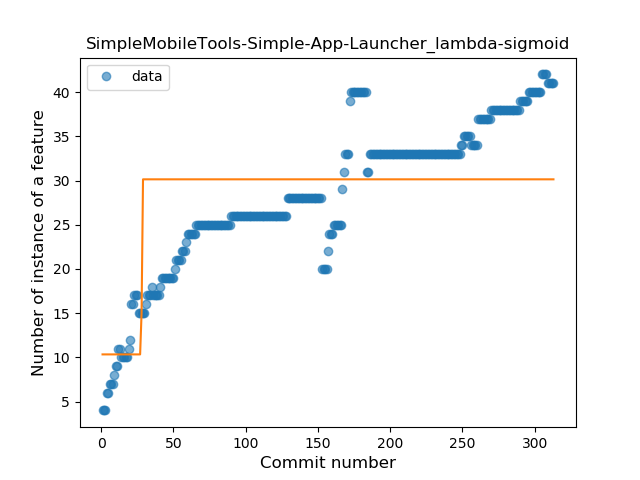 SimpleMobileTools-Simple-App-Launcher_lambda-sigmoid
data
Number of instance of a feature
40
35
30
25
20
15
10
5
0 50 100 150 200 250 300
Commit number